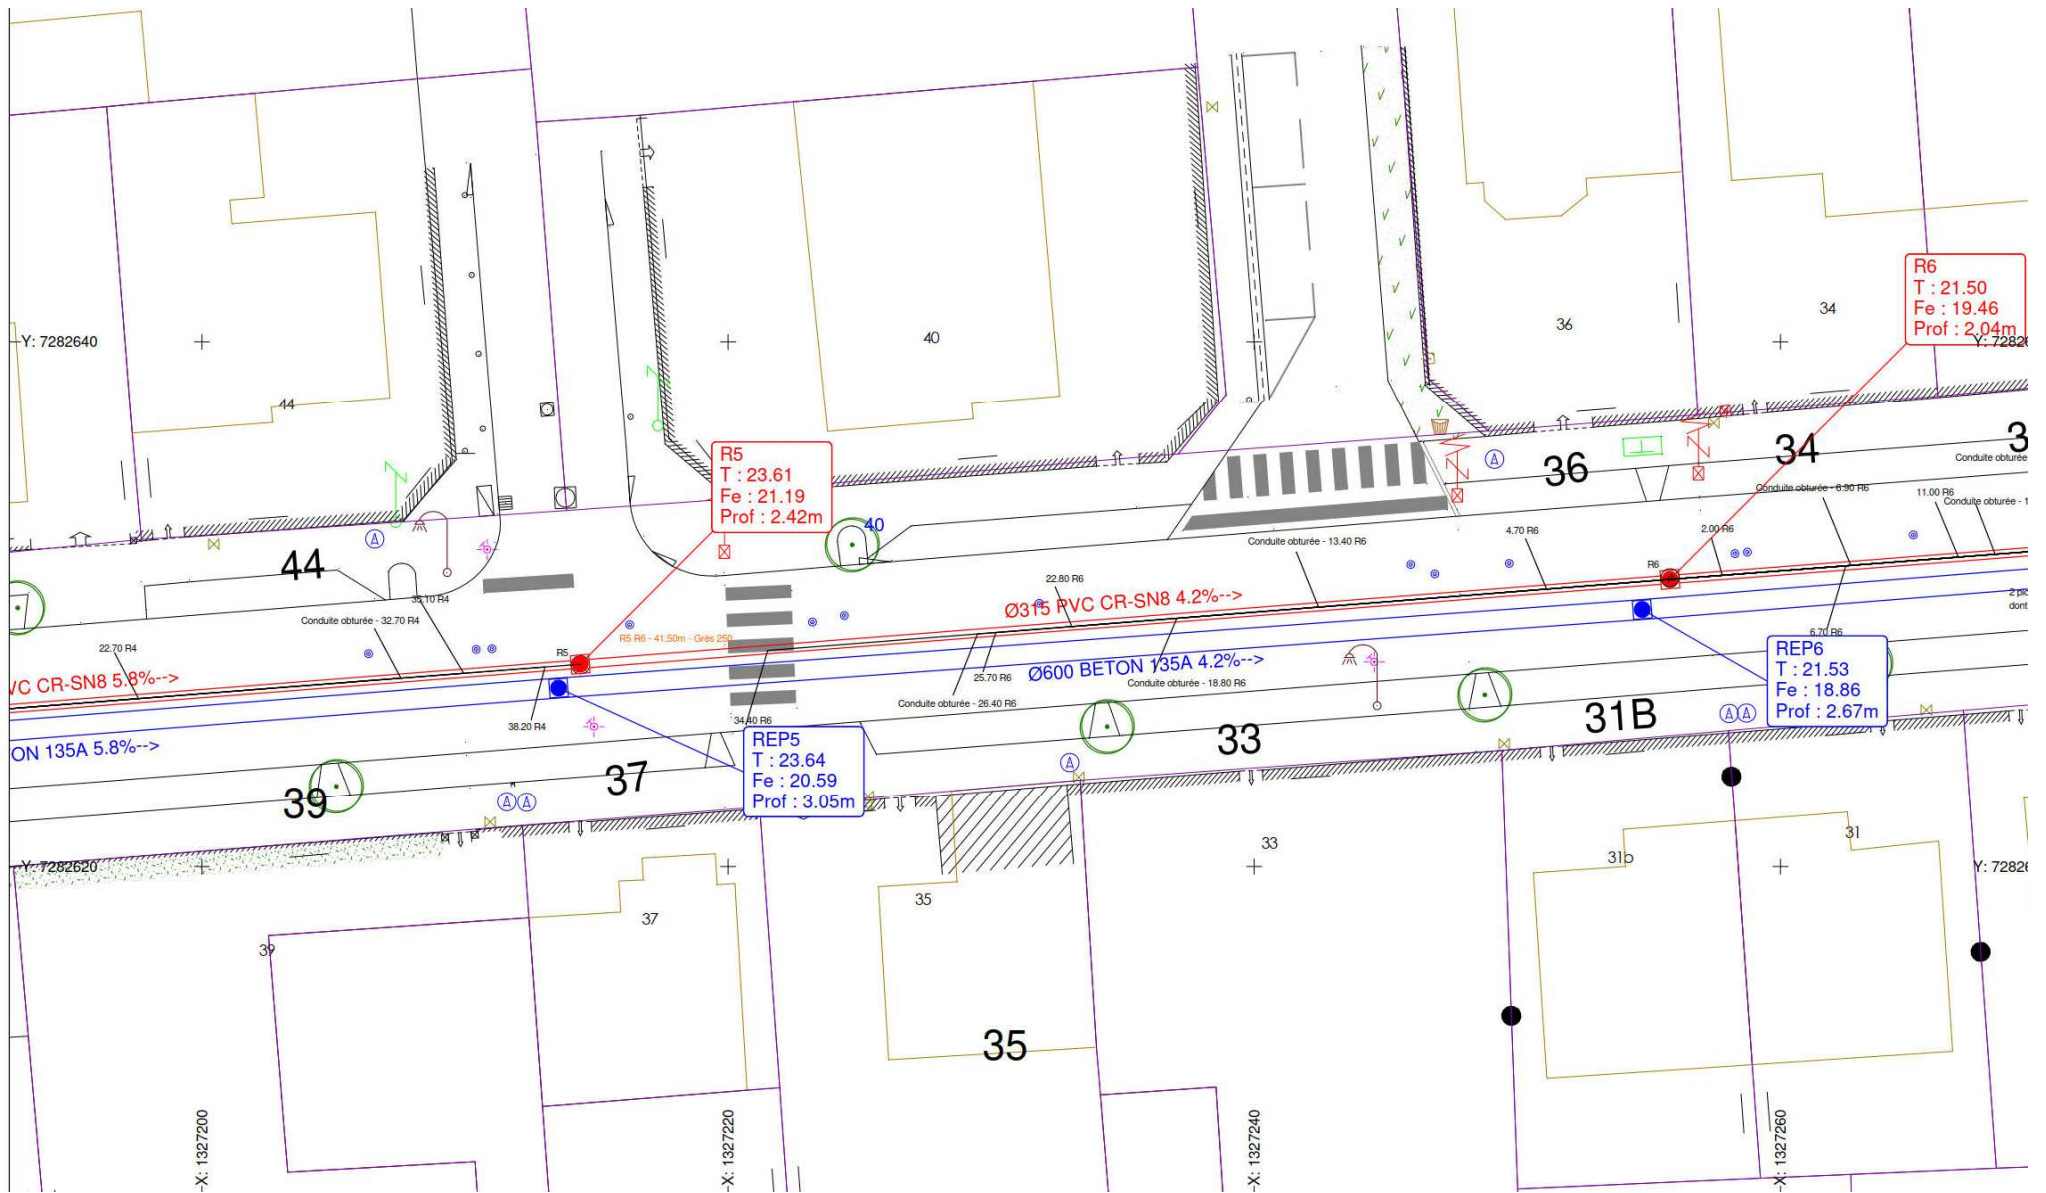 R6
T : 21.50
Fe : 19.46
Prof : 2.04m
34
36
40
Y: 7282640
44
R5
T : 23.61
Fe : 21.19
Prof : 2.42m
34
36
Conduite obturée
Conduite obturée - 6.90 R6
11.00 R6
40
4.70 R6
2.00 R6
Conduite obturée - 13.40 R6
A
A
44
R6
22.80 R6
Ø315 PVC CR-SN8 4.2%-->
35.10 R4
Conduite obturée - 32.70 R4
R5 R6 - 41.50m - Grès 250
22.70 R4
R5
6.70 R6
VC CR-SN8 5.8%-->
25.70 R6
Ø600 BETON 135A 4.2%-->
Conduite obturée - 18.80 R6
Conduite obturée - 26.40 R6
REP6
T : 21.53
Fe : 18.86
Prof : 2.67m
38.20 R4
34.40 R6
31B
A A
33
REP5
T : 23.64
Fe : 20.59
Prof : 3.05m
ON 135A 5.8%-->
A
37
39
A A
33
31
31b
Y: 7282620
35
37
39
35
X: 1327200
X: 1327220
X: 1327240
X: 1327260